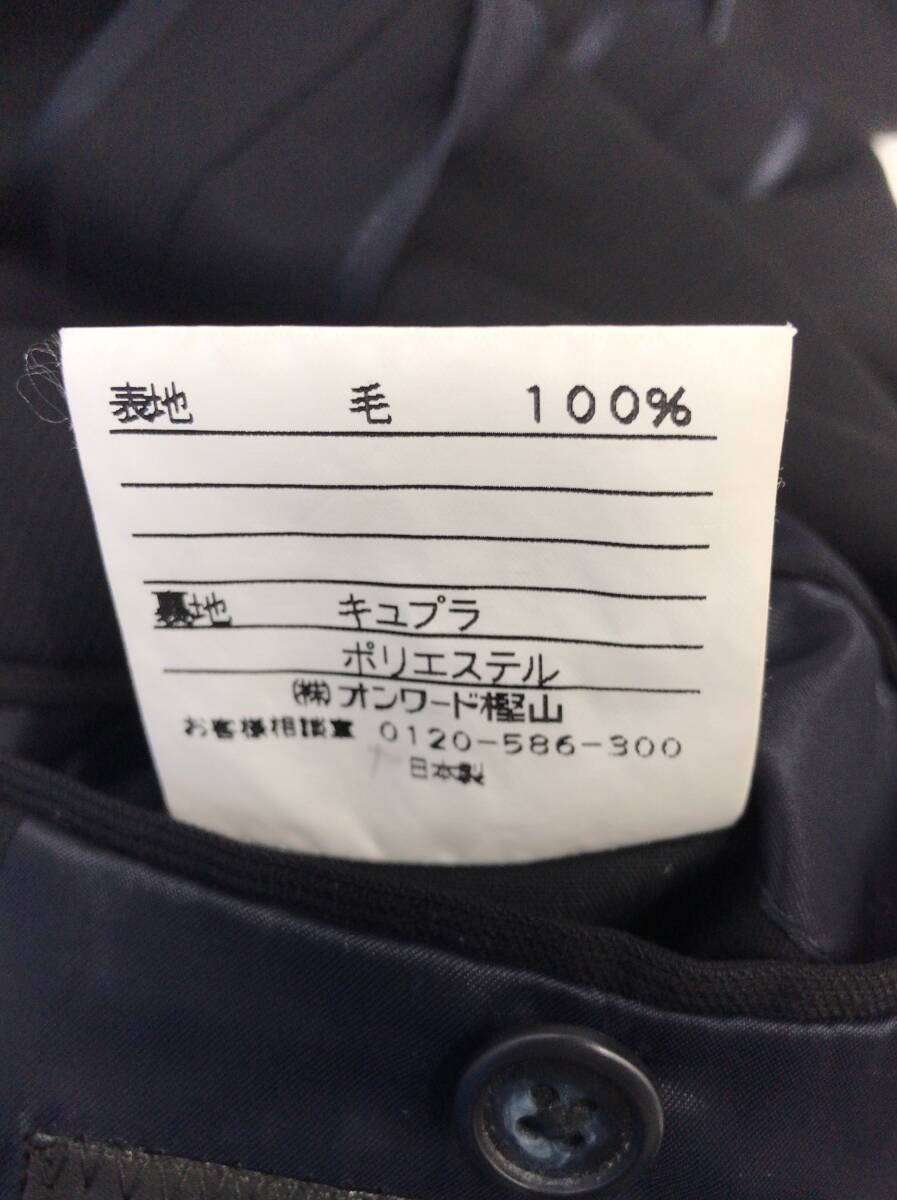 表地 毛 100%
裏地 キュプラ
ポリエステル
㈱オンワード樫山
お客様相談室 0120-586-300
日本製